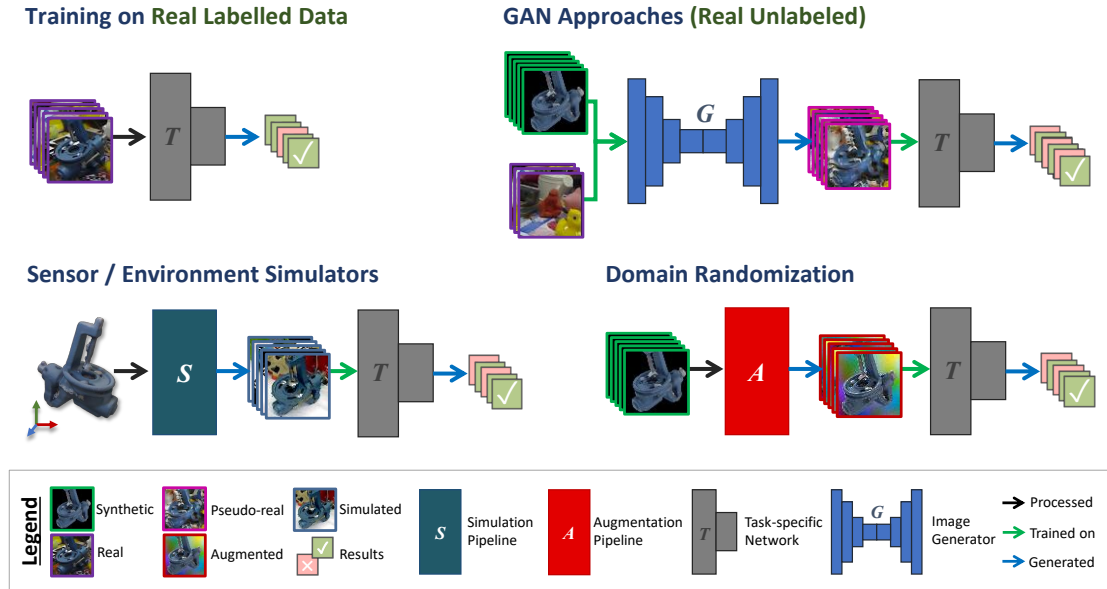 Training on Real Labelled Data
GAN Approaches (Real Unlabeled)
T
G
T
Sensor / Environment Simulators
Domain Randomization
S
T
A
T
Legend
Synthetic
Real
Pseudo-real
Augmented
Simulated
Results
S
Simulation
Pipeline
A
Augmentation
Pipeline
T
Task-specific
Network
G
Image
Generator
Processed
Trained on
Generated